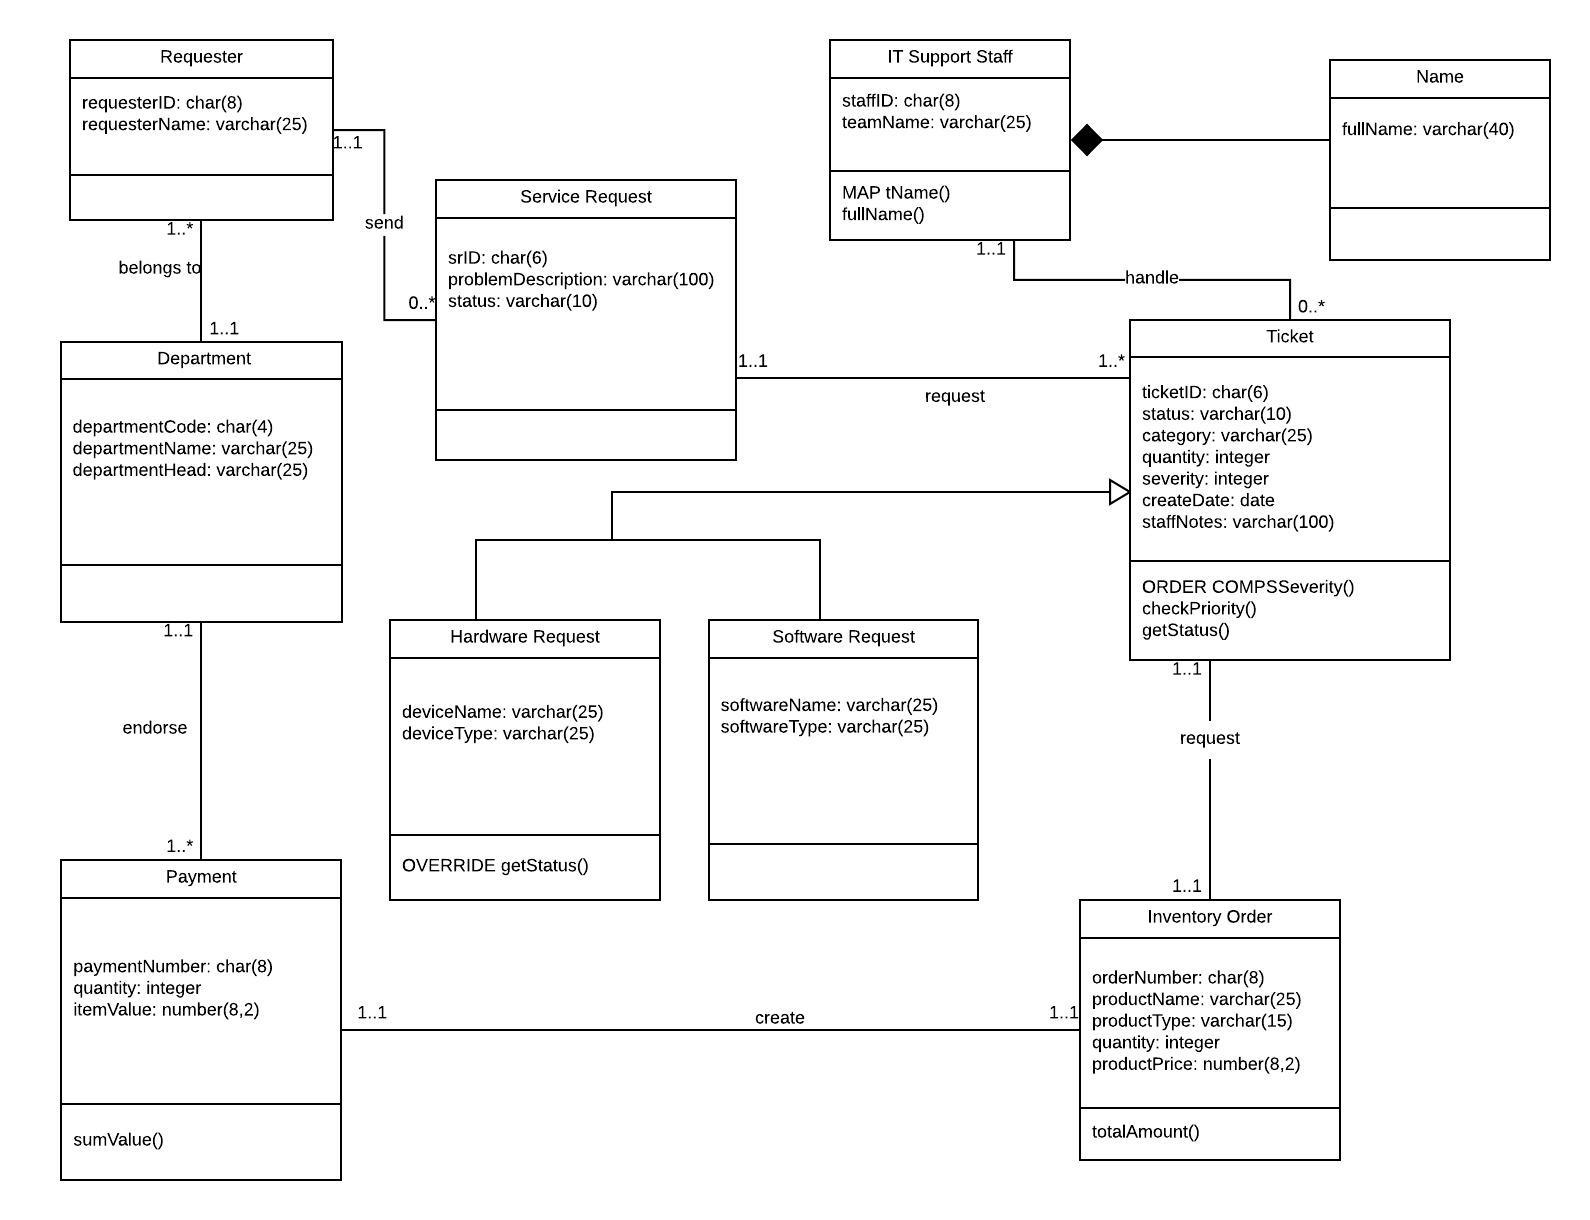 Requester
requesterID: char(8)
requesterName: varchar(25)
1..1
send
0..*
1..*
belongs to
1..1
Department
departmentCode: char(4)
departmentName: varchar(25)
departmentHead: varchar(25)
1..1
endorse
1..*
Payment
paymentNumber: char(8)
quantity: integer
itemValue: number(8,2)
sumValue()
1..1
create
1..1
Service Request
srID: char(6)
problemDescription: varchar(100)
status: varchar(10)
1..1
request
1..*
IT Support Staff
staffID: char(8)
teamName: varchar(25)
MAP tName()
fullName()
Name
fullName: varchar(40)
1..1
handle
0..*
Ticket
ticketID: char(6)
status: varchar(10)
category: varchar(25)
quantity: integer
severity: integer
createDate: date
staffNotes: varchar(100)
ORDER COMPSSeverity()
checkPriority()
getStatus()
Hardware Request
deviceName: varchar(25)
deviceType: varchar(25)
OVERRIDE getStatus()
Software Request
softwareName: varchar(25)
softwareType: varchar(25)
1..1
request
1..1
Inventory Order
orderNumber: char(8)
productName: varchar(25)
productType: varchar(15)
quantity: integer
productPrice: number(8,2)
totalAmount()